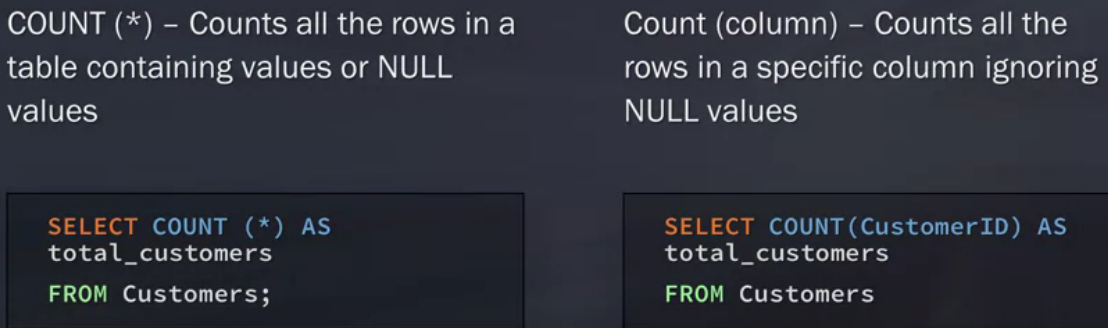 COUNT (*) – Counts all the rows in a
table containing values or NULL
values
SELECT COUNT (*) AS
total_customers
FROM Customers;
Count (column) – Counts all the
rows in a specific column ignoring
NULL values
SELECT COUNT(CustomerID) AS
total_customers
FROM Customers